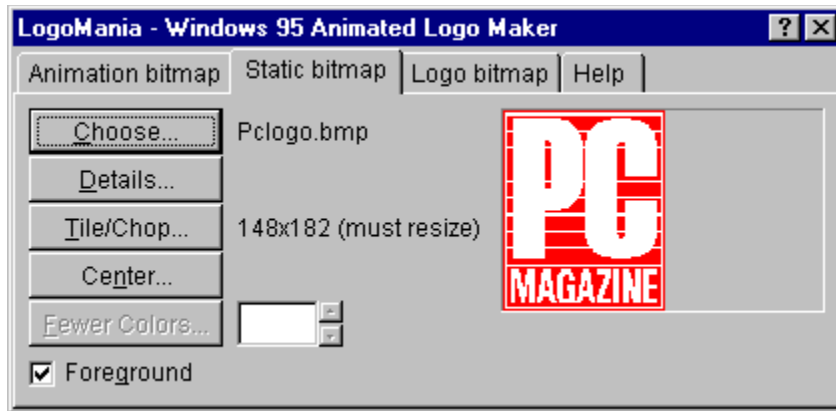 LogoMania - Windows 95 Animated Logo Maker
Animation bitmap Static bitmap Logo bitmap Help
Choose... Pclogo.bmp
Details...
Tile/Chop... 148x182 (must resize)
Center...
Fewer Colors...
Foreground
PC
MAGAZINE